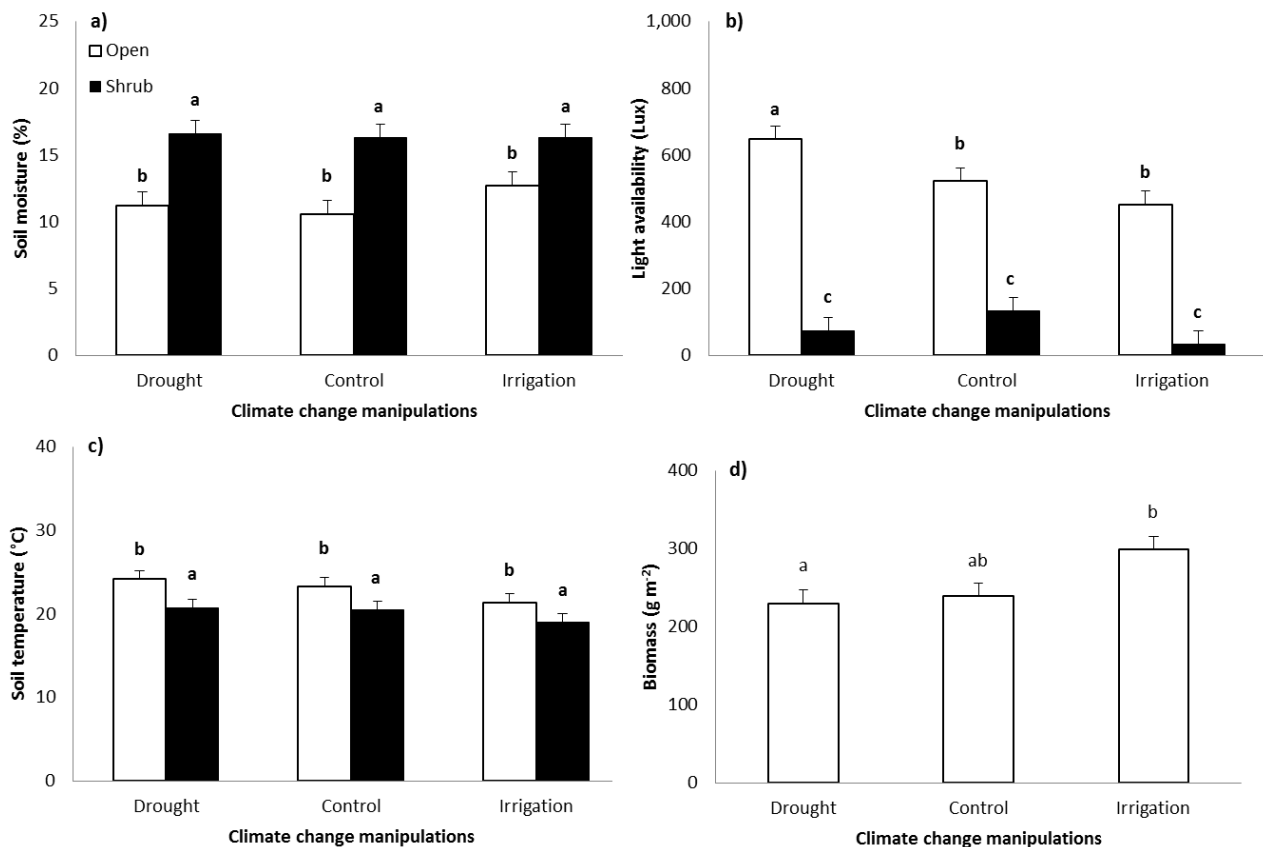 a)
Open
Shrub
Soil moisture (%)
25
20
15
10
5
0
b
a
b
a
b
a
Drought Control Irrigation
Climate change manipulations
b)
Light availability (Lux)
1,000
800
600
400
200
0
a
c
b
c
b
c
Drought Control Irrigation
Climate change manipulations
c)
Soil temperature (°C)
40
30
20
10
0
b
a
b
a
b
a
Drought Control Irrigation
Climate change manipulations
d)
Biomass (g m⁻²)
400
300
200
100
0
a
ab
b
Drought Control Irrigation
Climate change manipulations